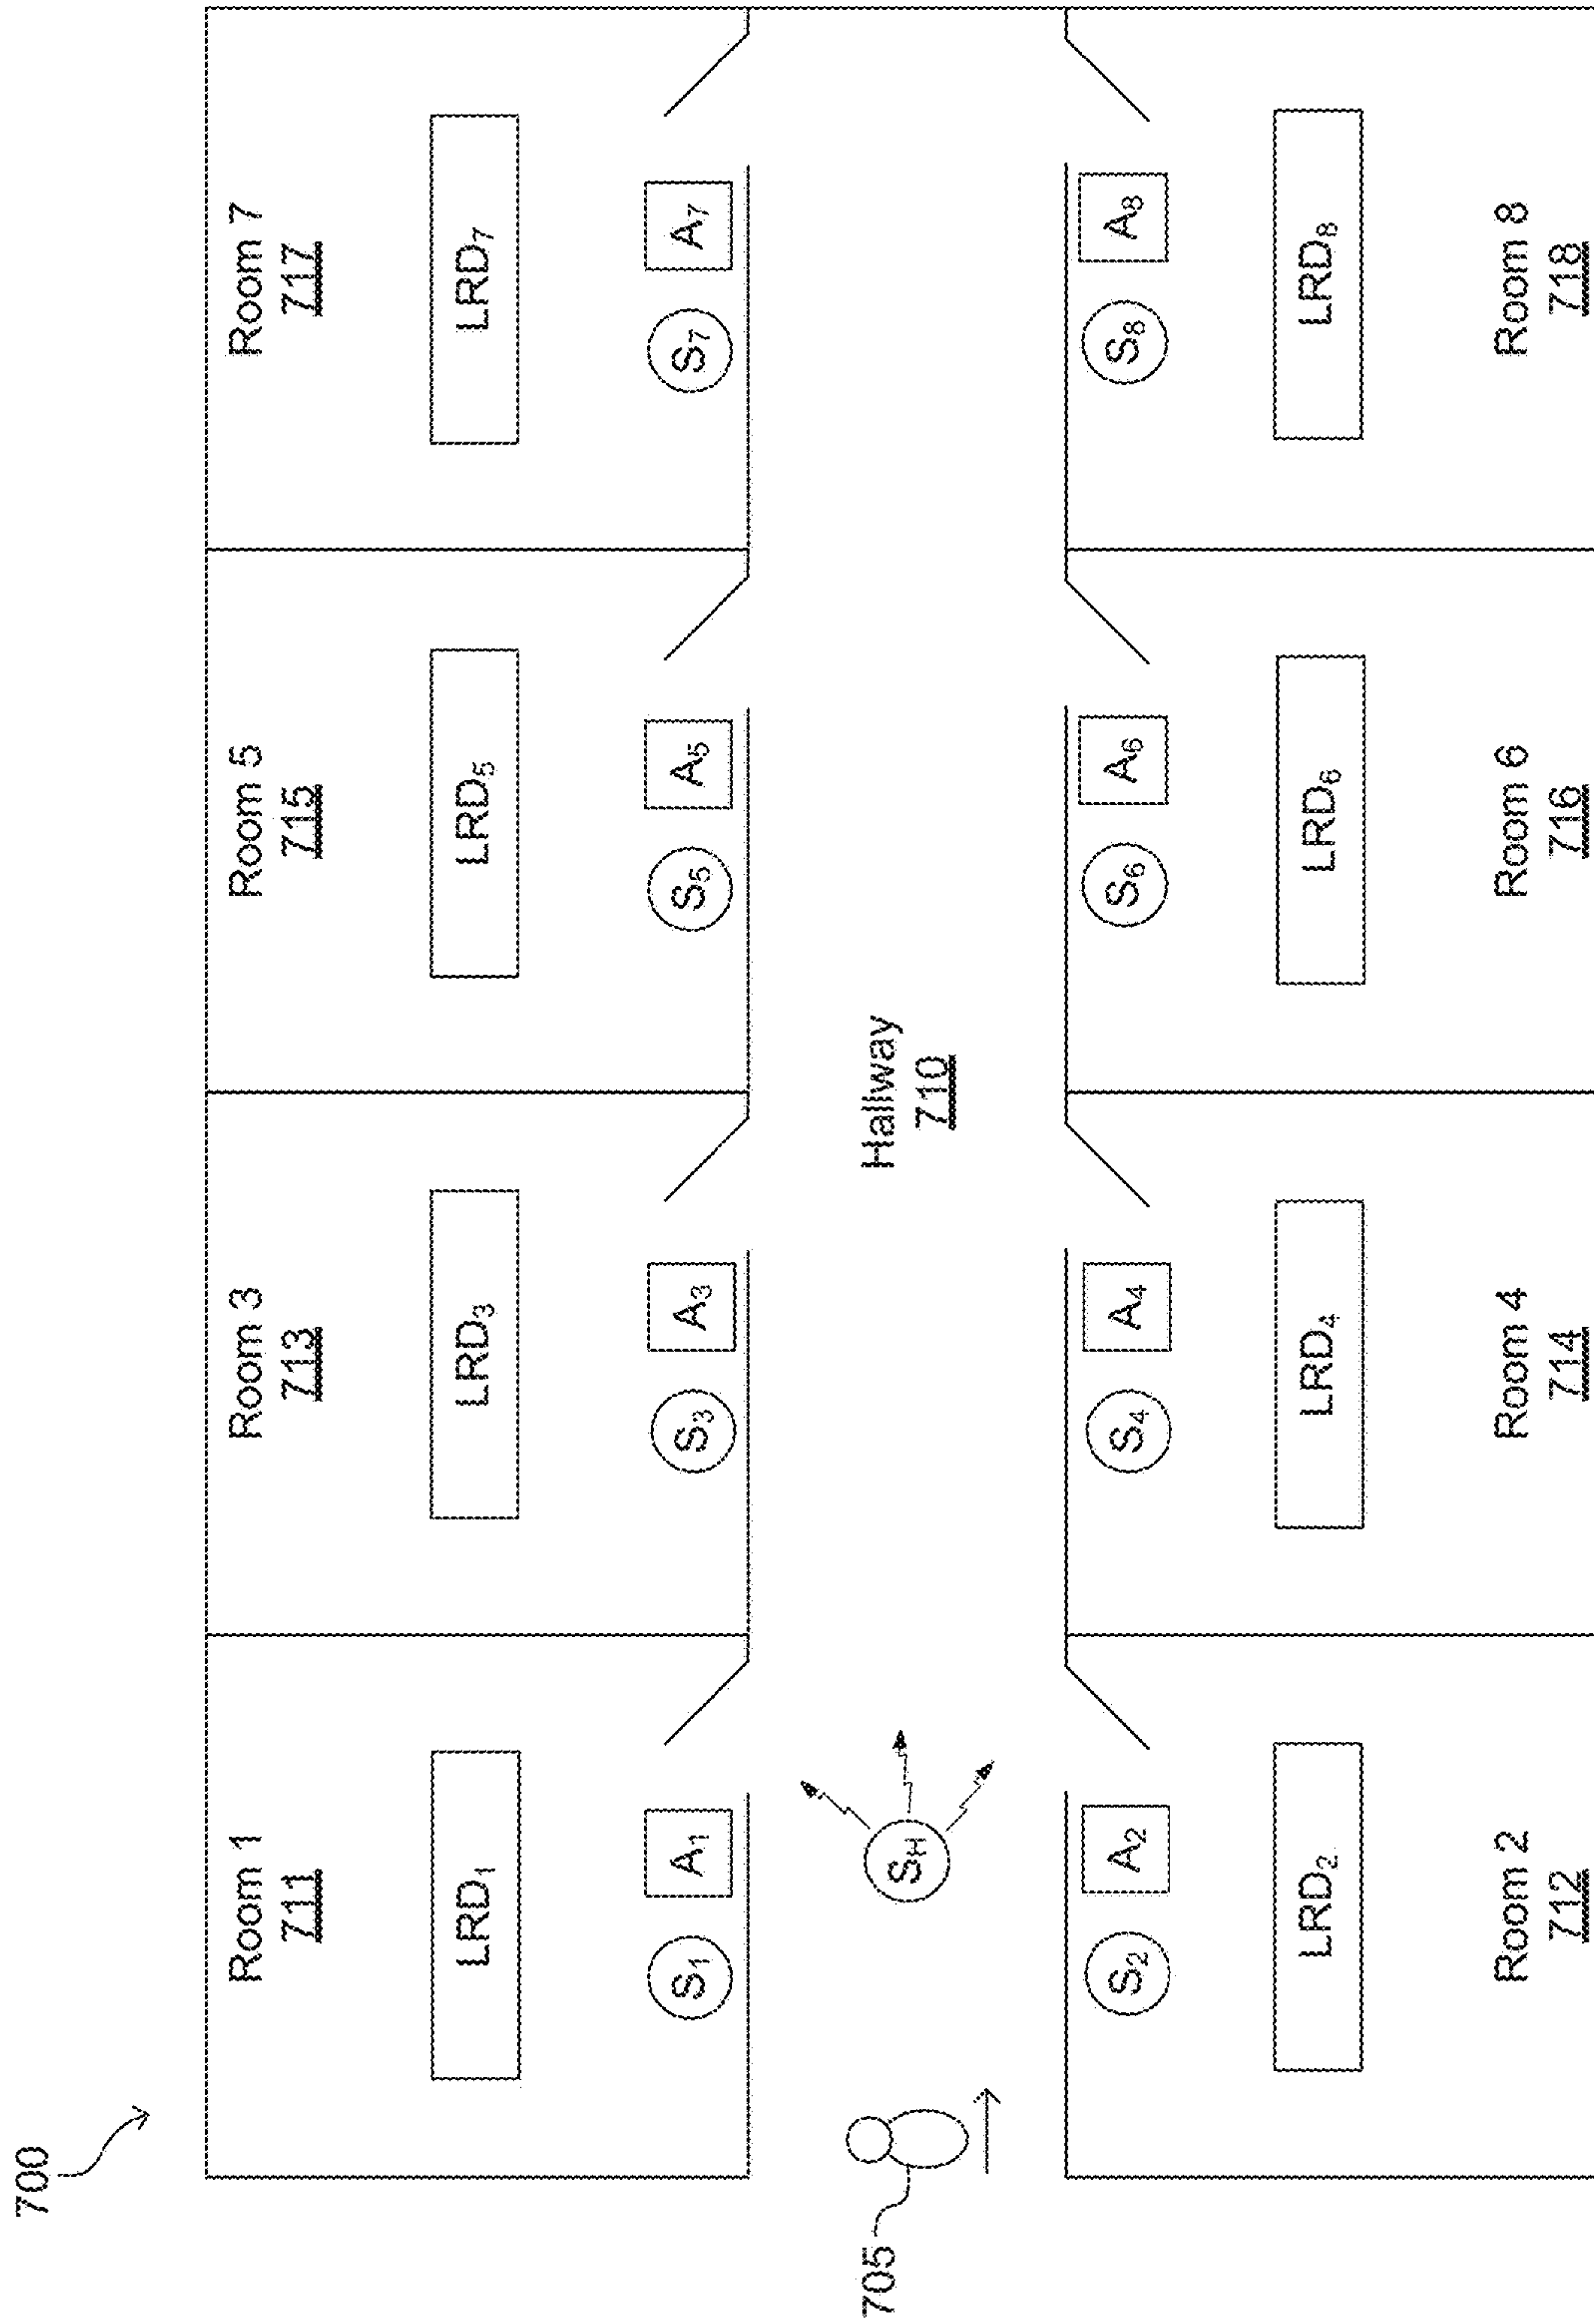 700
Room 1
711
LRD₁
S₁
A₁
Room 3
713
LRD₃
S₃
A₃
Room 5
715
LRD₅
S₅
A₅
Room 7
717
LRD₇
S₇
A₇
705
S_H
Hallway
710
S₂
A₂
LRD₂
Room 2
712
S₄
A₄
LRD₄
Room 4
714
S₆
A₆
LRD₆
Room 6
716
S₈
A₈
LRD₈
Room 8
718